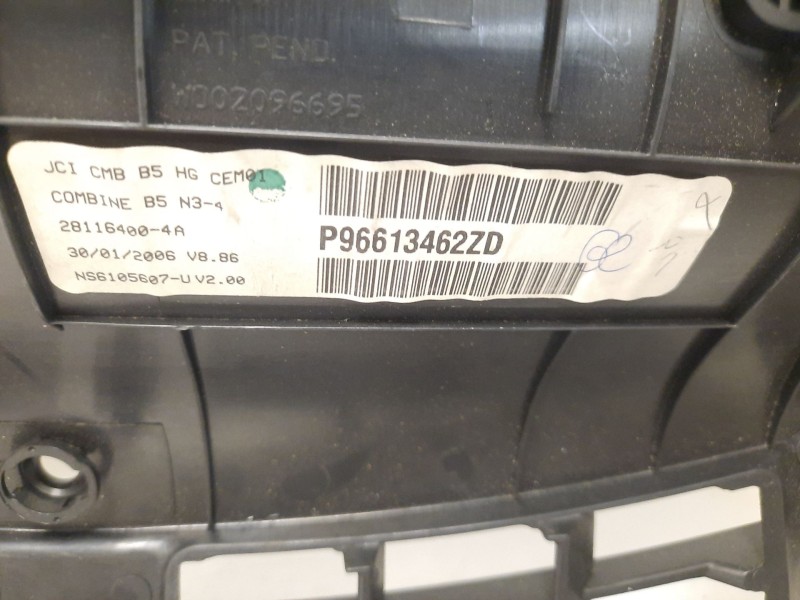 PAT. PEND.
W002096695
JCI CMB B5 HG CEM01
COMBINE B5 N3-4
28116400-4A
30/01/2006 V8.86
NS6105607-U V2.00
P96613462ZD